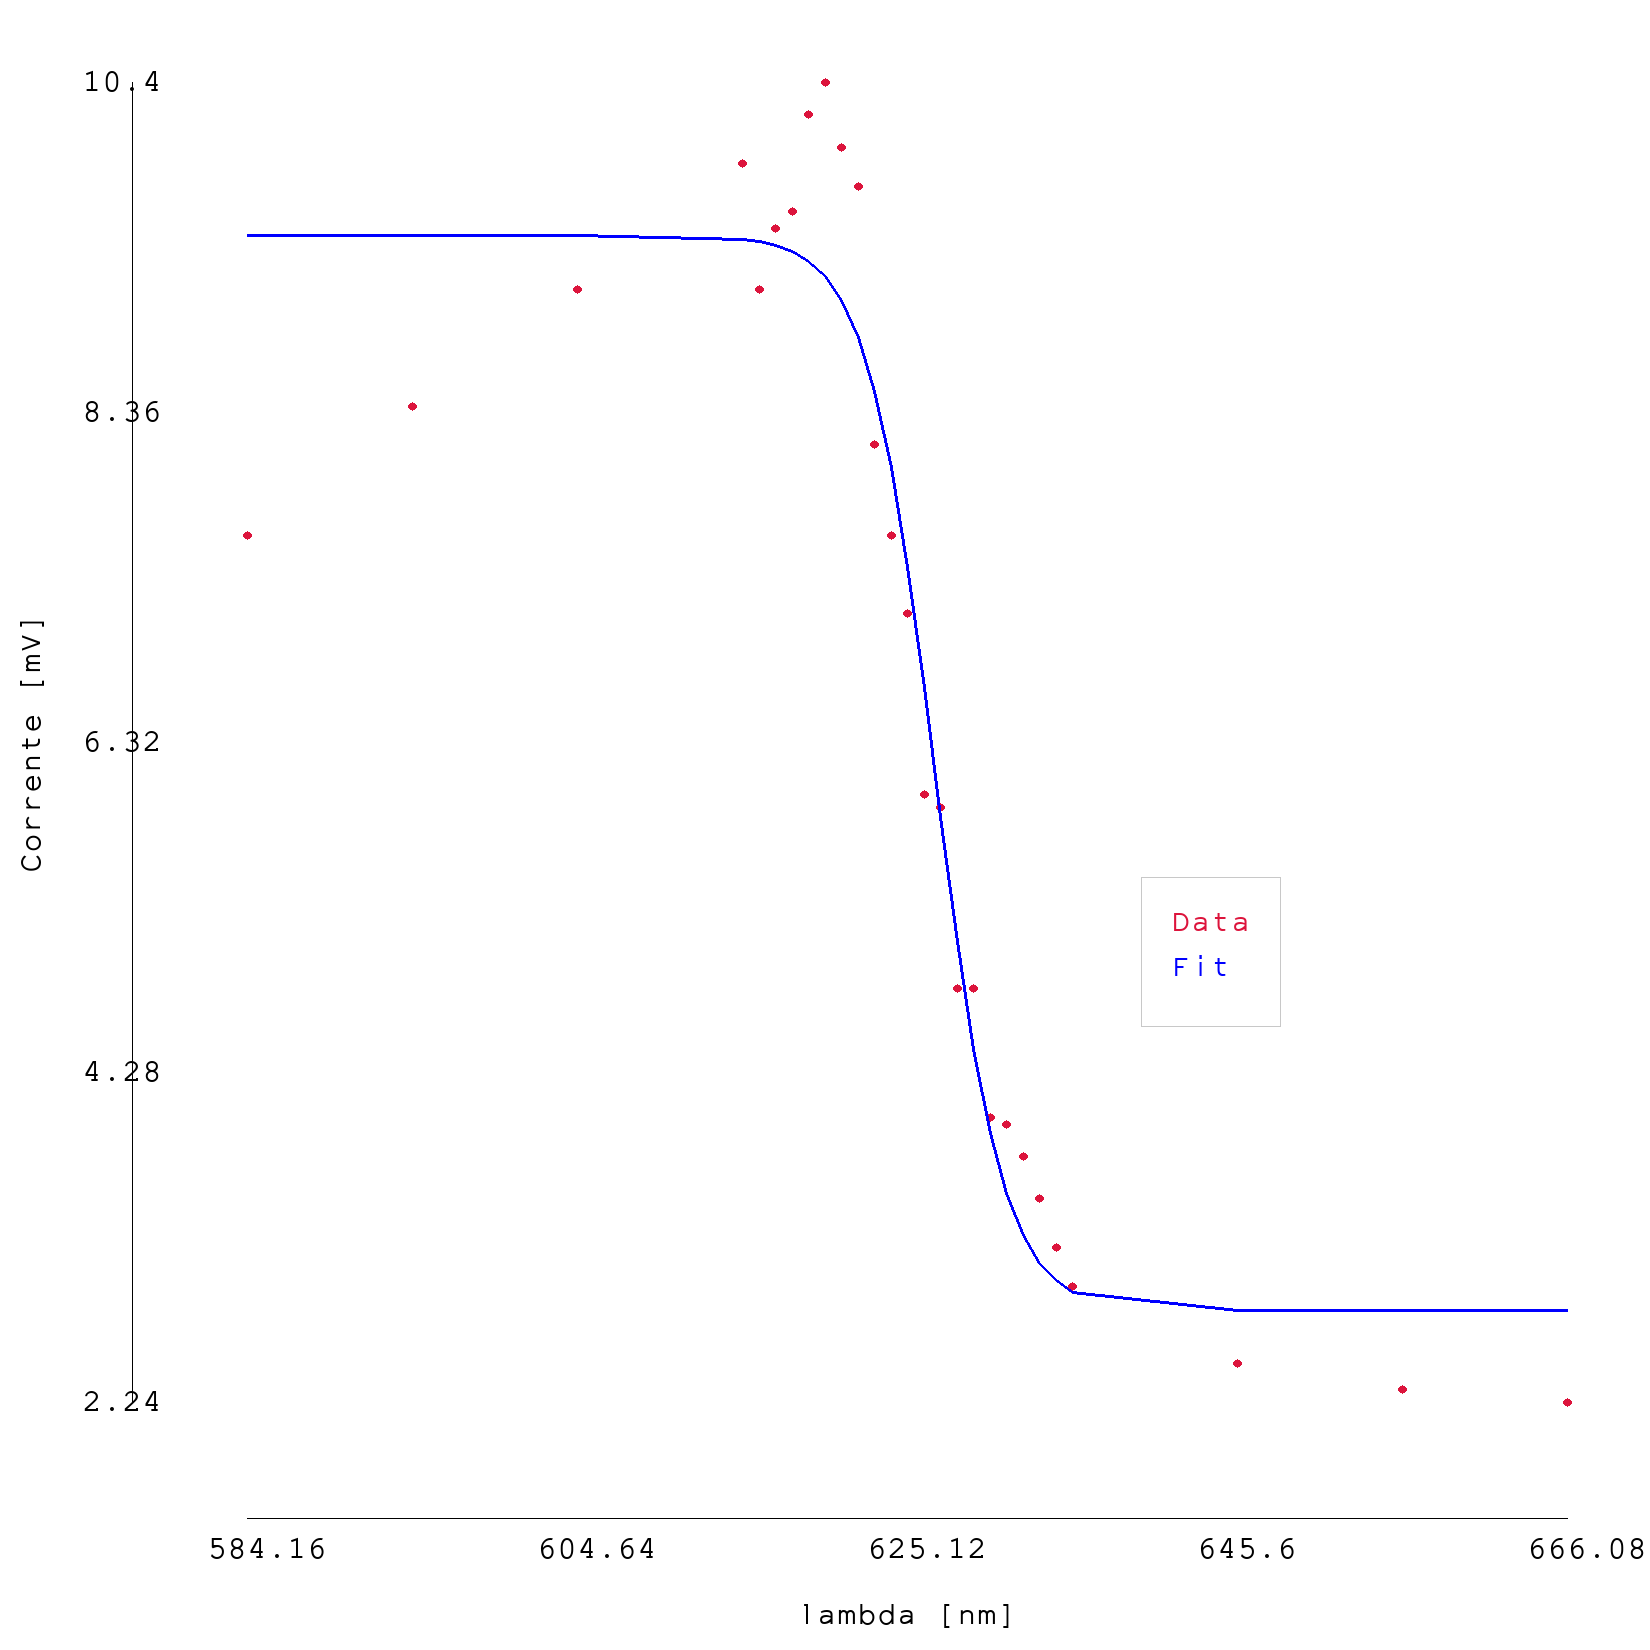 10.4
8.36
6.32
4.28
2.24
Corrente [mV]
Data
Fit
584.16 604.64 625.12 645.6 666.08
lambda [nm]